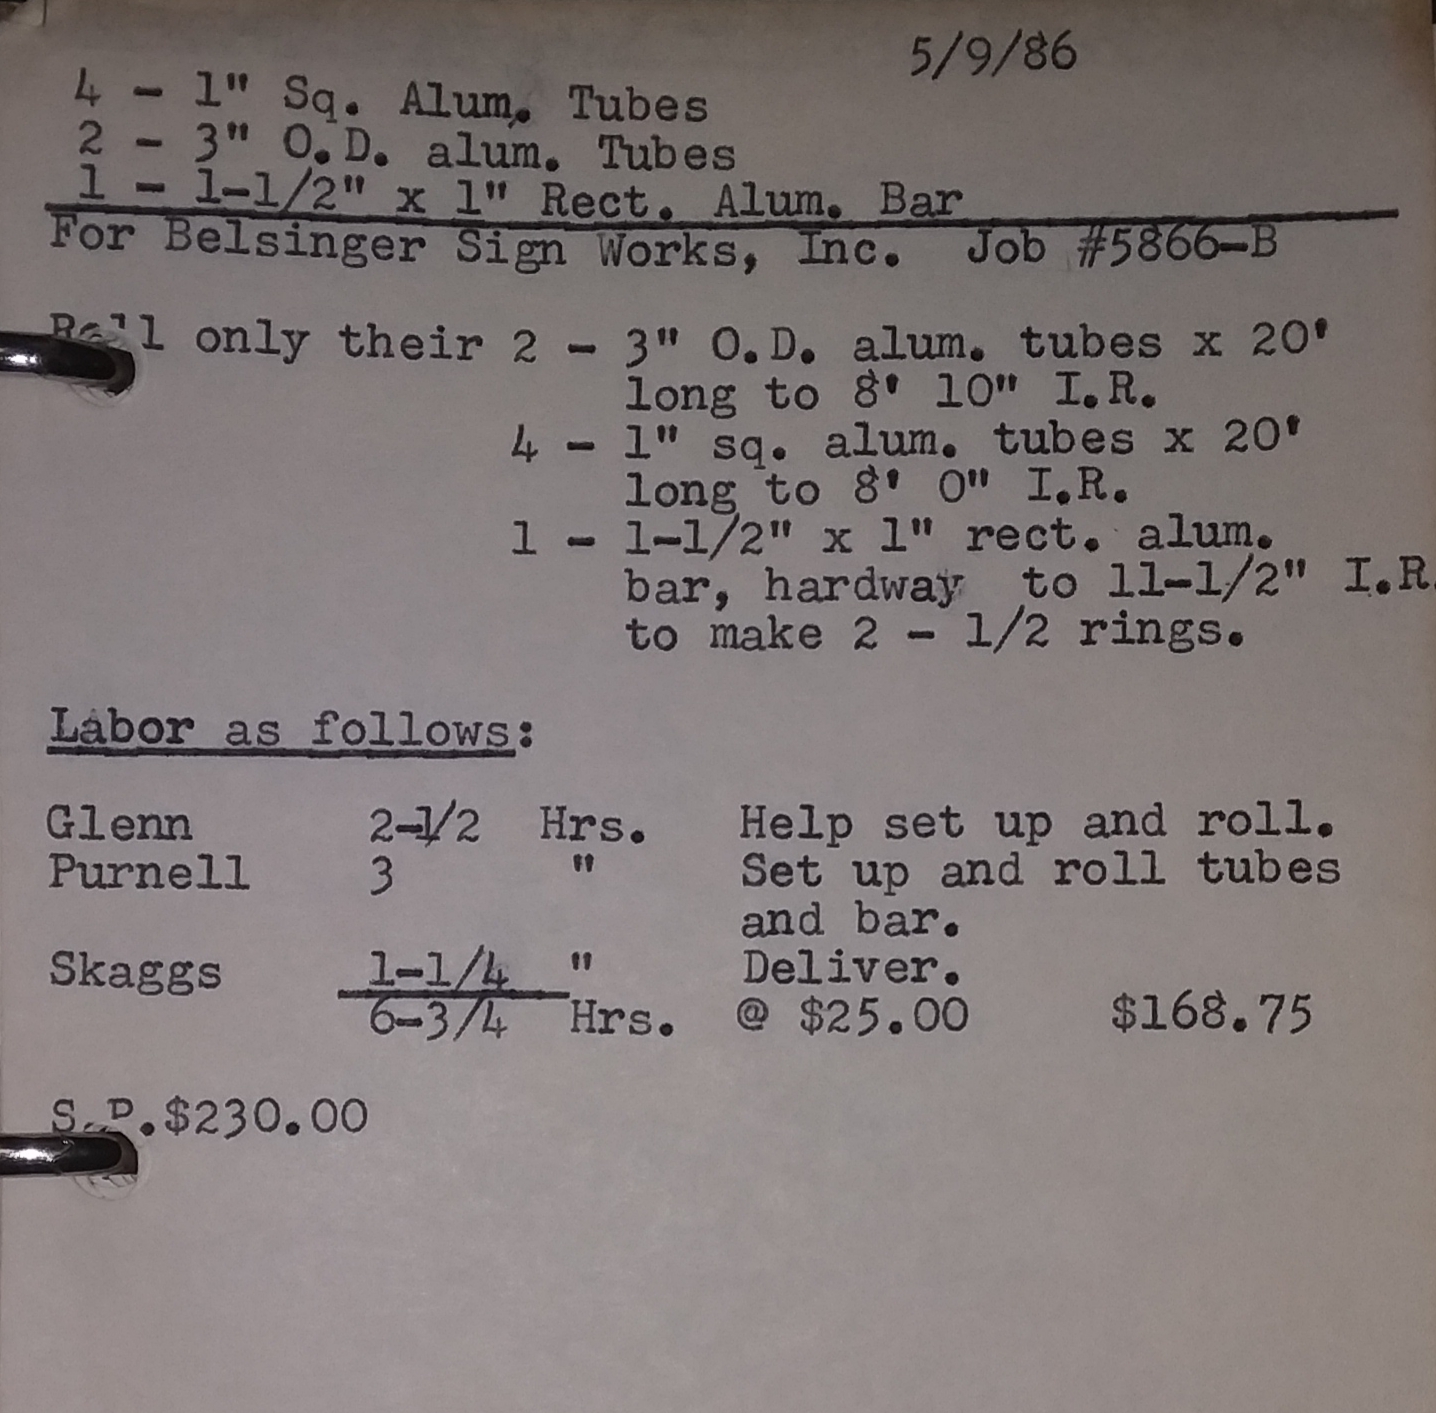 5/9/86
4 - 1" Sq. Alum. Tubes
2 - 3" O.D. alum. Tubes
1 - 1-1/2" x 1" Rect. Alum. Bar
For Belsinger Sign Works, Inc. Job #5866-B
Roll only their 2 - 3" O.D. alum. tubes x 20'
long to 8' 10" I.R.
4 - 1" sq. alum. tubes x 20'
long to 8' 0" I.R.
1 - 1-1/2" x 1" rect. alum.
bar, hardway to 11-1/2" I.R.
to make 2 - 1/2 rings.
Labor as follows:
Glenn 2-1/2 Hrs. Help set up and roll.
Purnell 3 " Set up and roll tubes
and bar.
Skaggs 1-1/4 " Deliver.
6-3/4 Hrs. @ $25.00 $168.75
S.P.$230.00